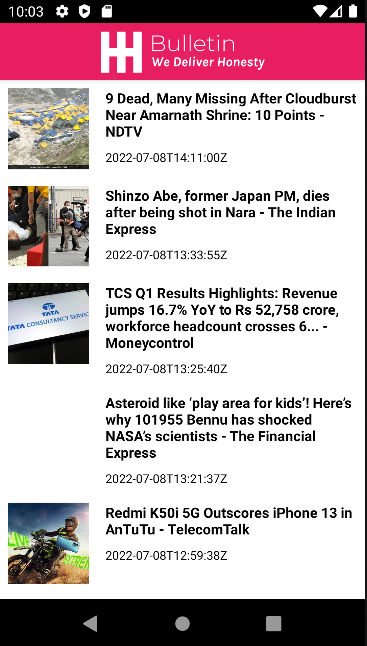 10:03
Bulletin
We Deliver Honesty
9 Dead, Many Missing After Cloudburst
Near Amarnath Shrine: 10 Points -
NDTV
2022-07-08T14:11:00Z
Shinzo Abe, former Japan PM, dies
after being shot in Nara - The Indian
Express
2022-07-08T13:33:55Z
TATA
TATA CONSULTANCY SERVIC
TCS Q1 Results Highlights: Revenue
jumps 16.7% YoY to Rs 52,758 crore,
workforce headcount crosses 6... -
Moneycontrol
2022-07-08T13:25:40Z
Asteroid like ‘play area for kids’! Here’s
why 101955 Bennu has shocked
NASA’s scientists - The Financial
Express
2022-07-08T13:21:37Z
Redmi K50i 5G Outscores iPhone 13 in
AnTuTu - TelecomTalk
2022-07-08T12:59:38Z